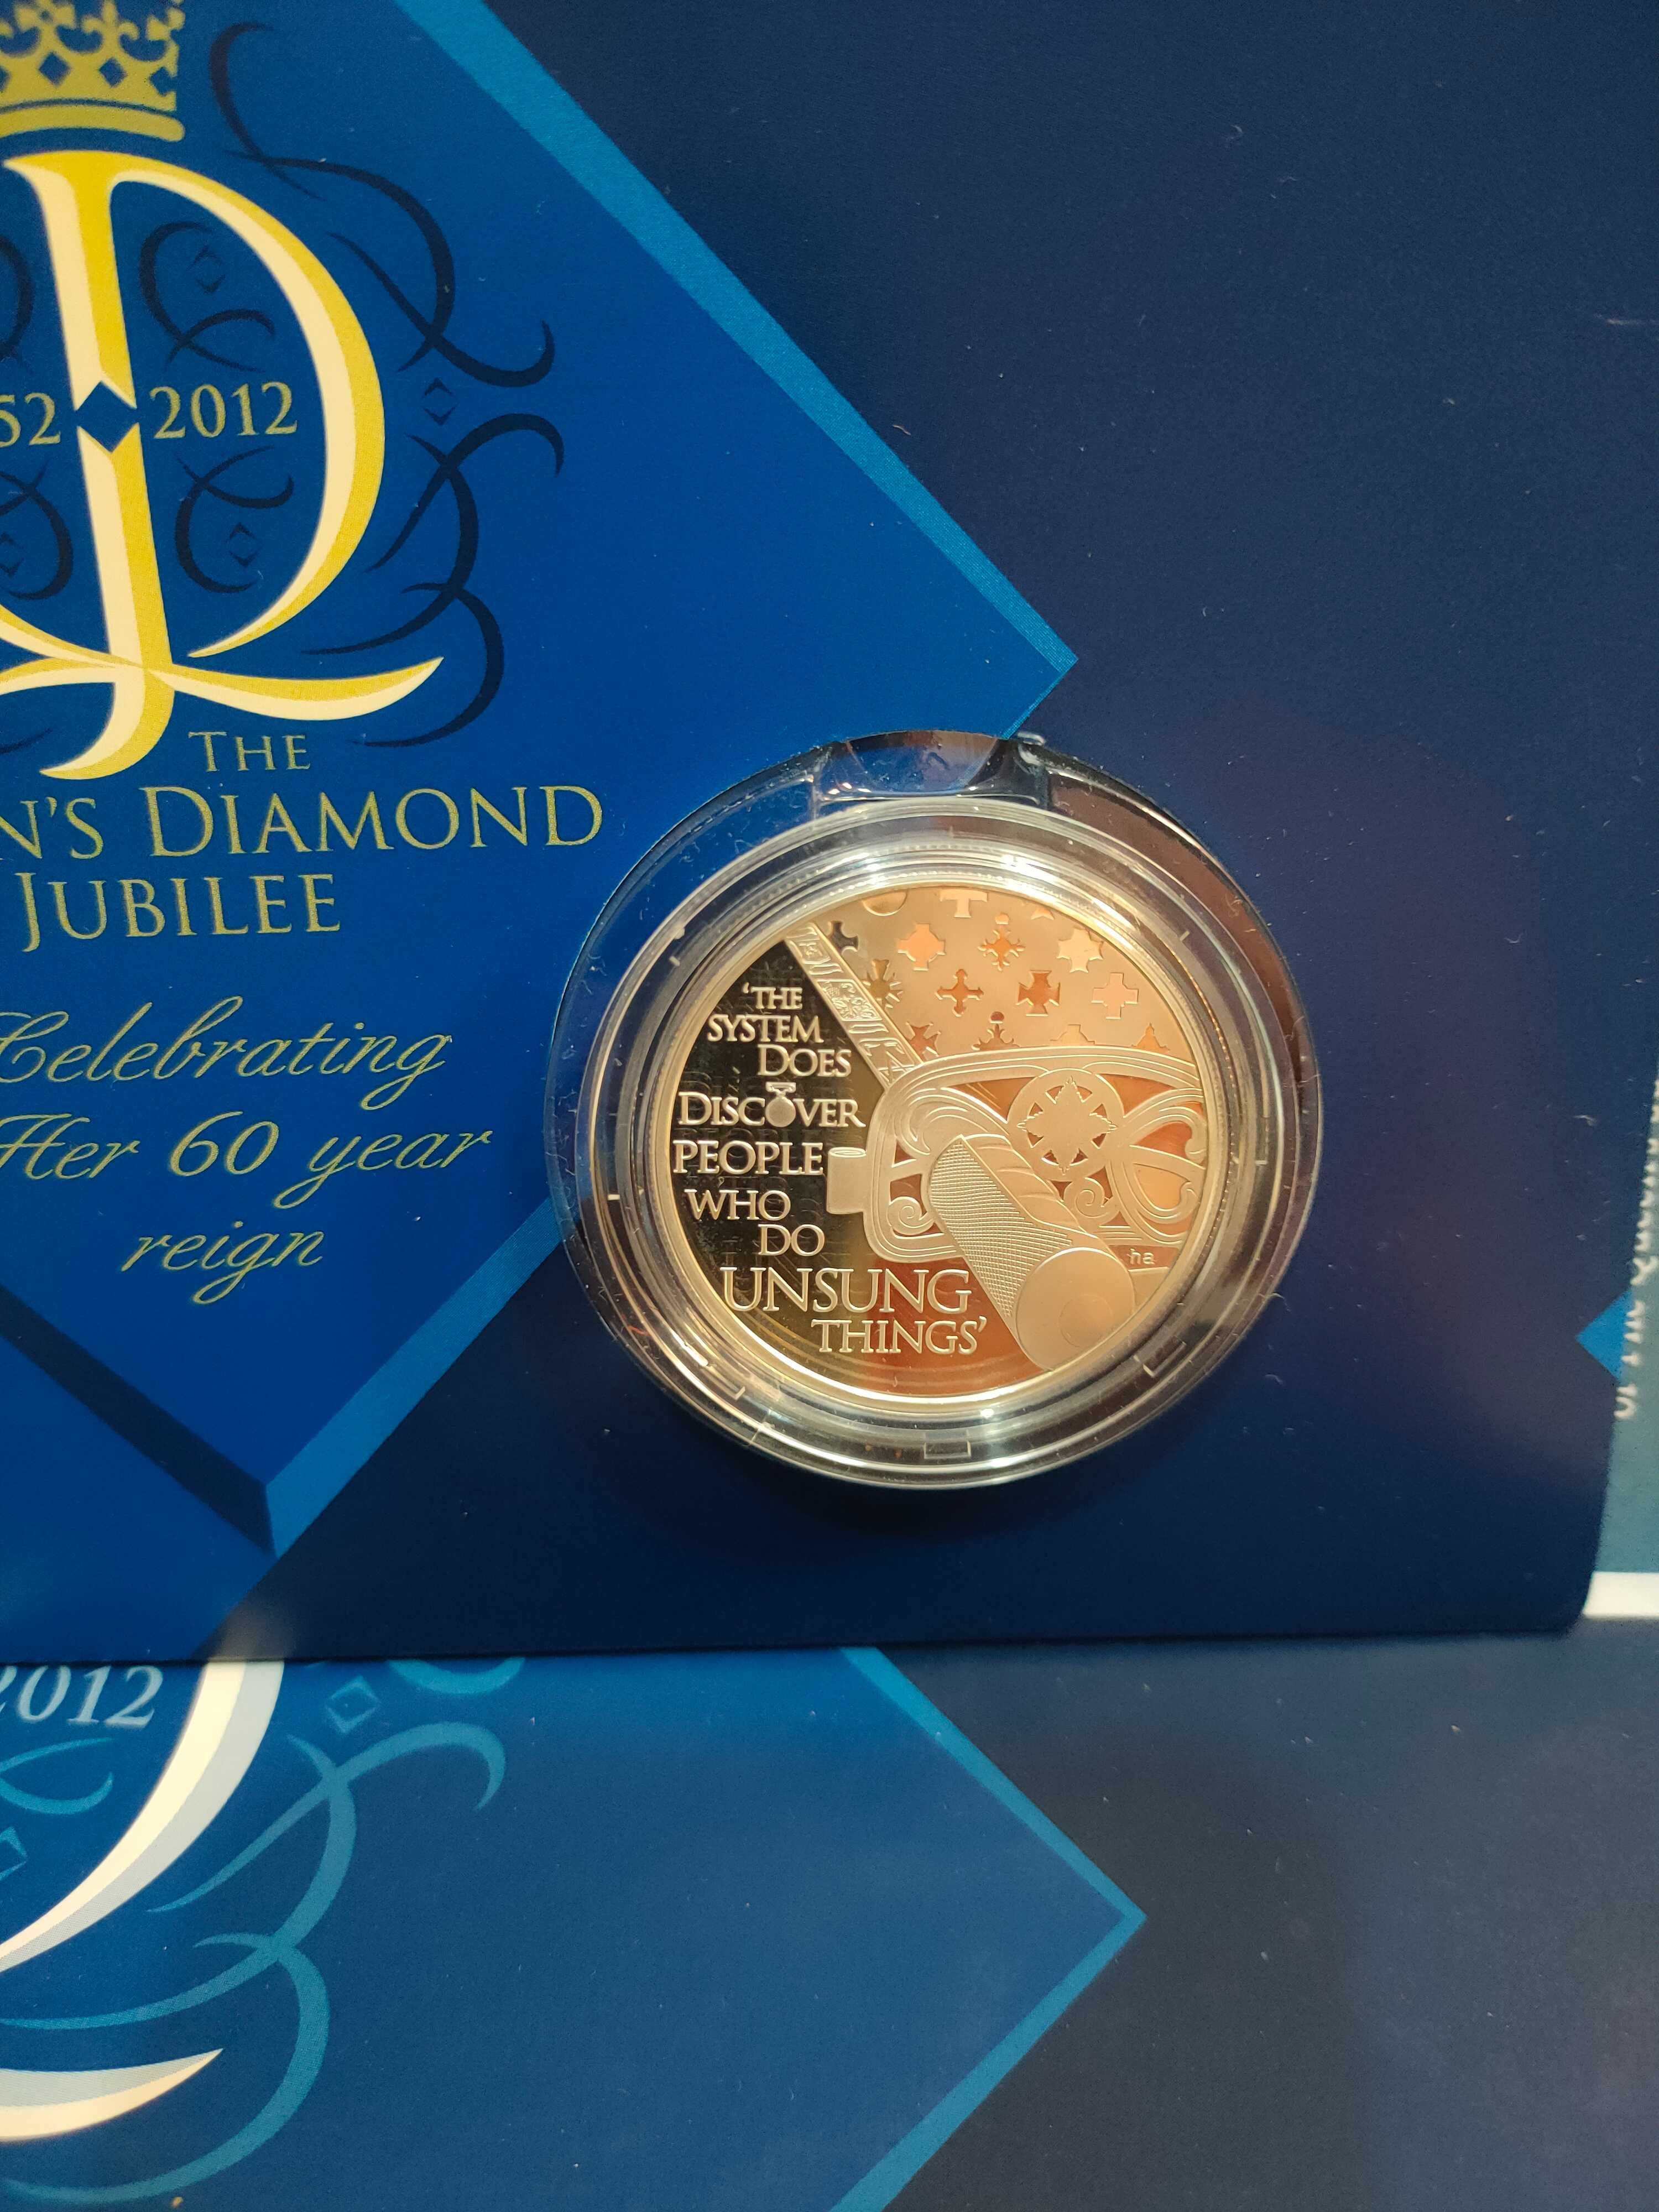 52 2012
THE
N'S DIAMOND
JUBILEE
Celebrating
Her 60 year
reign
'THE
SYSTEM
DOES
DISCOVER
PEOPLE
WHO
DO
UNSUNG
THINGS'
ha
2012